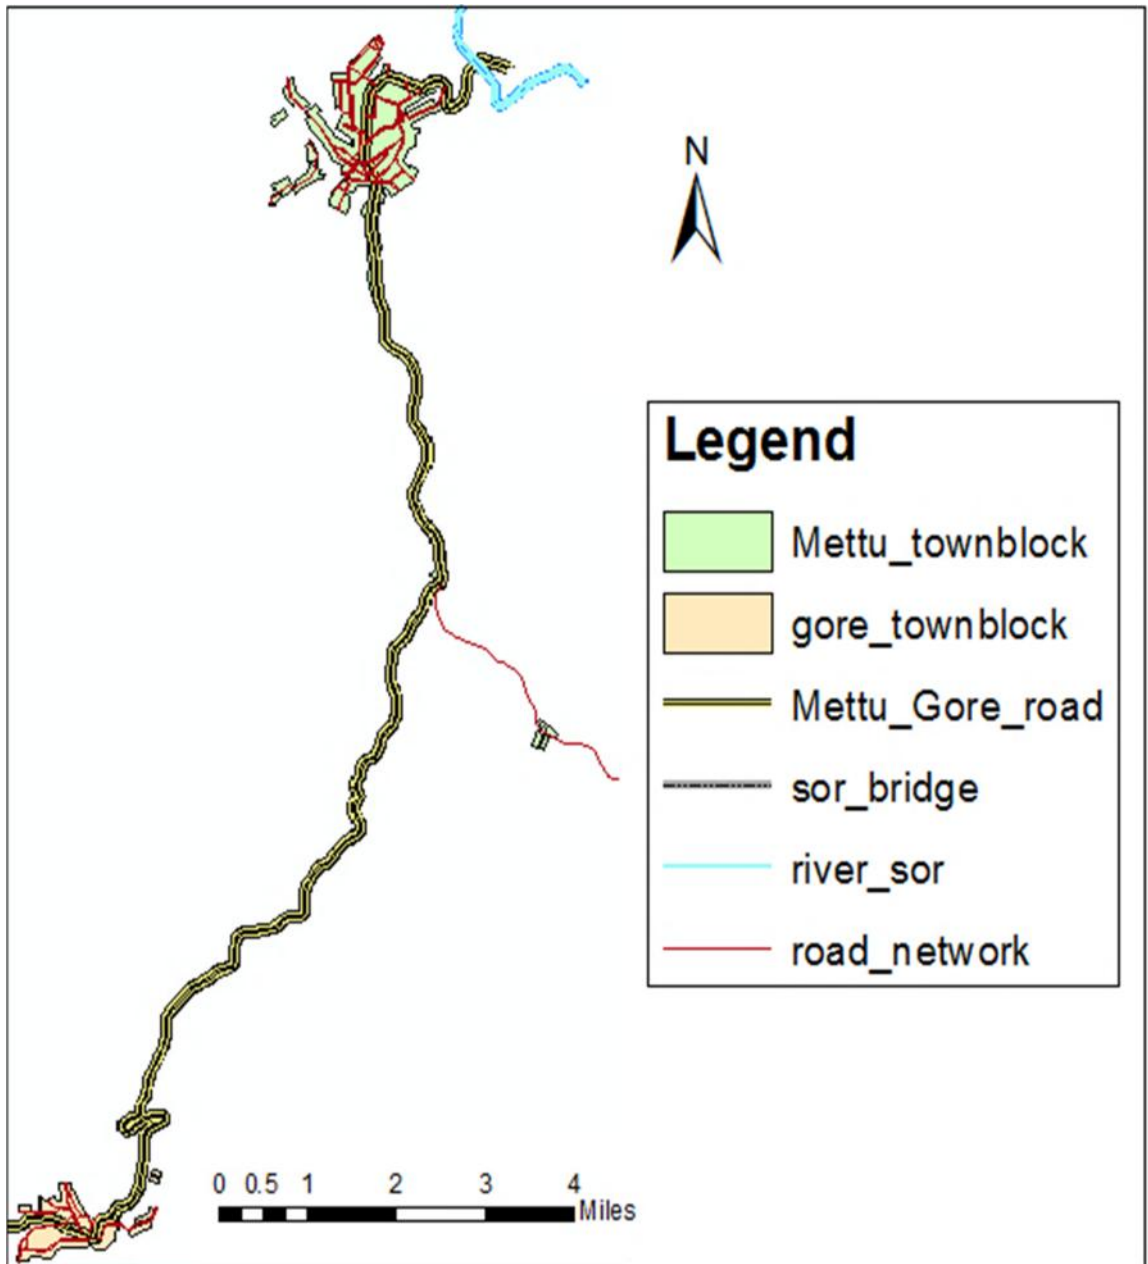 N
Legend
Mettu_townblock
gore_townblock
Mettu_Gore_road
sor_bridge
river_sor
road_network
0 0.5 1 2 3 4
Miles